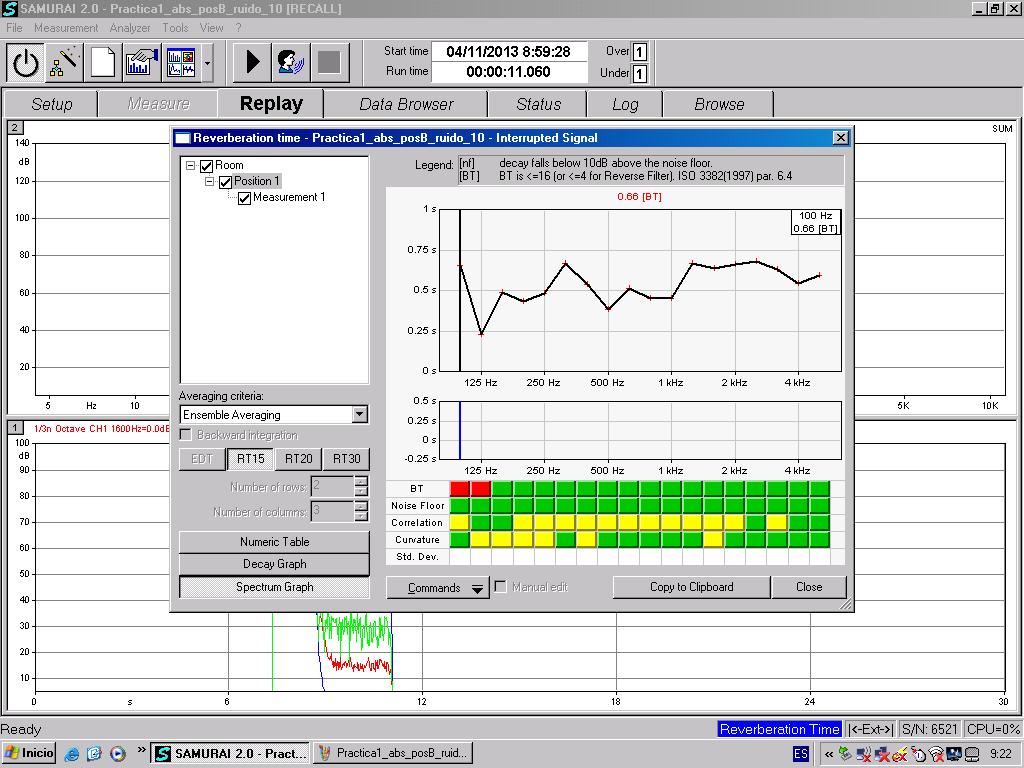 SAMURAI 2.0 - Practica1_abs_posB_ruido_10 [RECALL]
File Measurement Analyzer Tools View ?
Start time 04/11/2013 8:59:28 Over 1
Run time 00:00:11.060 Under 1
Setup Measure Replay Data Browser Status Log Browse
2
SUM
140
dB
120
100
80
60
40
20
5 Hz 10
5K 10K
Reverberation time - Practica1_abs_posB_ruido_10 - Interrupted Signal
Room
Position 1
Measurement 1
Legend: [nf] decay falls below 10dB above the noise floor.
[BT] BT is <=16 (or <=4 for Reverse Filter). ISO 3382(1997) par. 6.4
0.66 [BT]
100 Hz
0.66 [BT]
1 s
0.75 s
0.5 s
0.25 s
0 s
125 Hz 250 Hz 500 Hz 1 kHz 2 kHz 4 kHz
0.5 s
0.25 s
0 s
-0.25 s
125 Hz 250 Hz 500 Hz 1 kHz 2 kHz 4 kHz
BT
Noise Floor
Correlation
Curvature
Std. Dev.
Averaging criteria:
Ensemble Averaging
Backward integration
EDT RT15 RT20 RT30
Number of rows: 2
Number of columns: 3
Numeric Table
Decay Graph
Spectrum Graph
Commands Manual edit Copy to Clipboard Close
1 1/3n Octave CH1 1600Hz=0.0dB
100
dB
90
80
70
60
50
40
30
20
10
0 s 6 12 18 24 30
Ready Reverberation Time |<-Ext->| S/N: 6521 CPU=0%
Inicio » SAMURAI 2.0 - Pract... Practica1_abs_posB_ruid... ES « 9:22